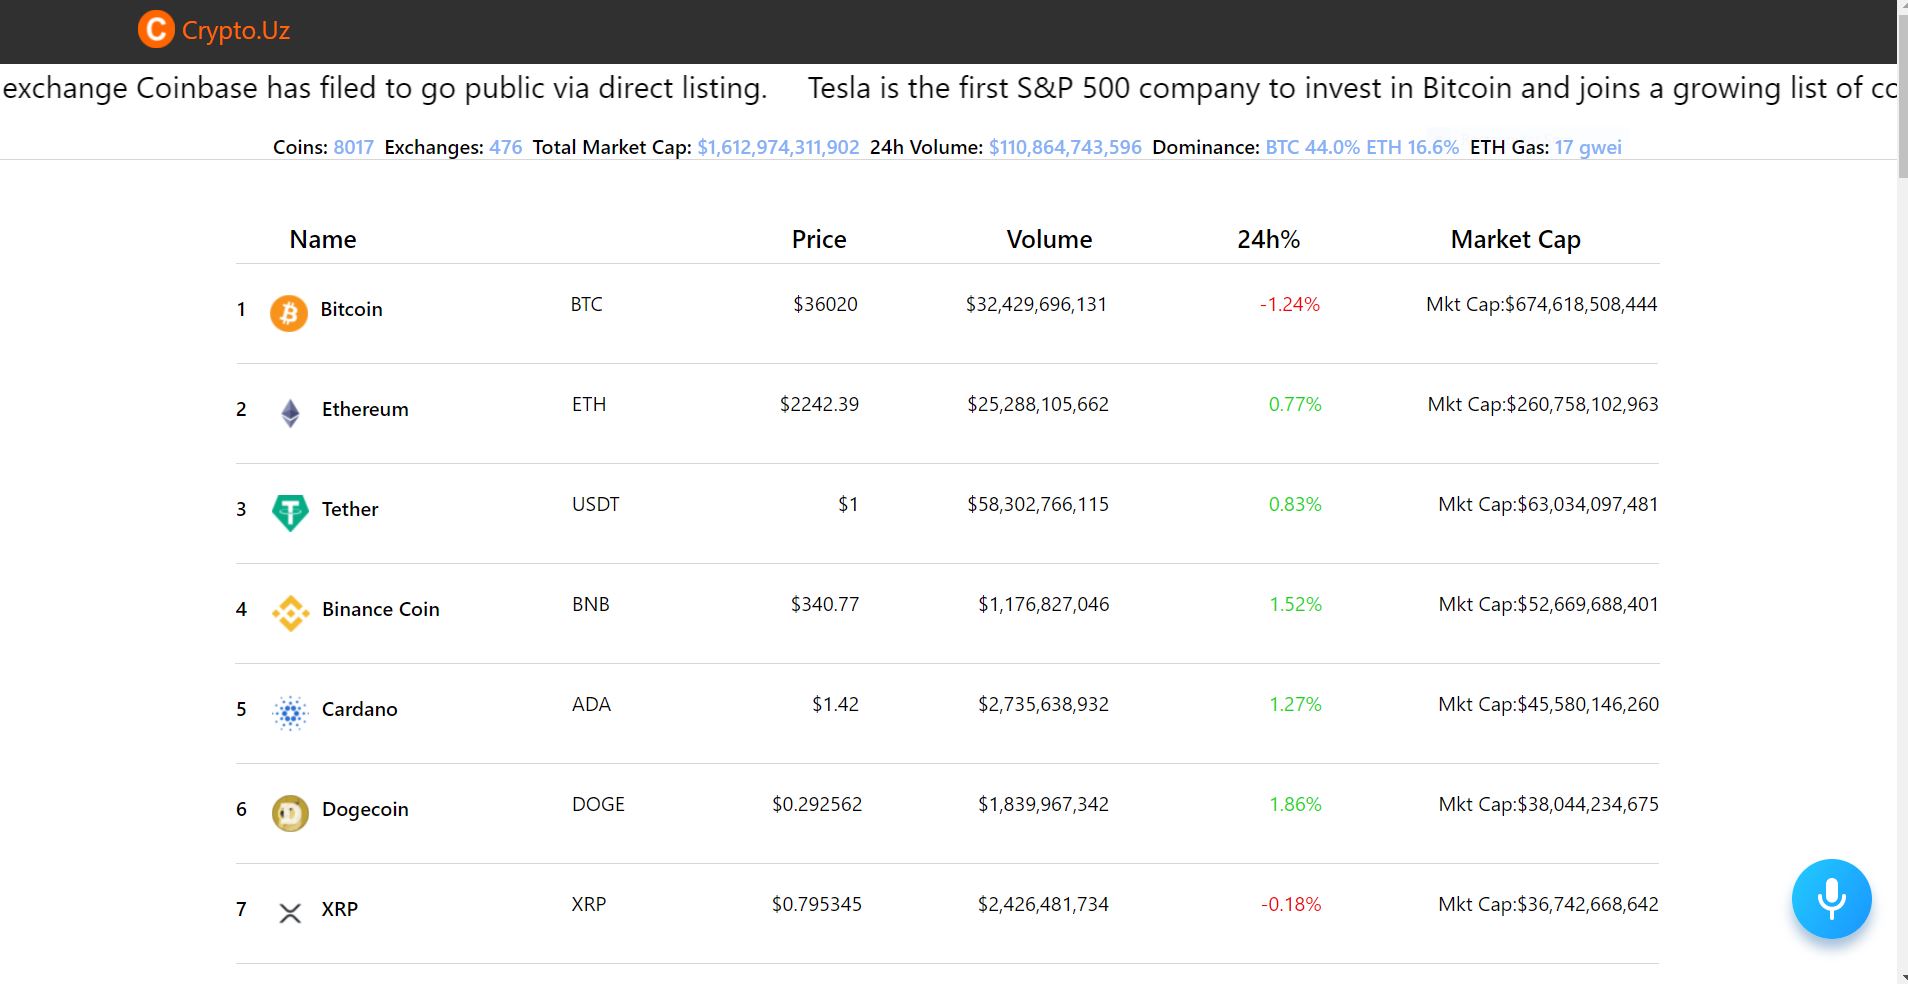 Crypto.Uz
exchange Coinbase has filed to go public via direct listing. Tesla is the first S&P 500 company to invest in Bitcoin and joins a growing list of
Coins: 8017 Exchanges: 476 Total Market Cap: $1,612,974,311,902 24h Volume: $110,864,743,596 Dominance: BTC 44.0% ETH 16.6% ETH Gas: 17 gwei
Name Price Volume 24h% Market Cap
1 Bitcoin BTC $36020 $32,429,696,131 -1.24% Mkt Cap:$674,618,508,444
2 Ethereum ETH $2242.39 $25,288,105,662 0.77% Mkt Cap:$260,758,102,963
3 Tether USDT $1 $58,302,766,115 0.83% Mkt Cap:$63,034,097,481
4 Binance Coin BNB $340.77 $1,176,827,046 1.52% Mkt Cap:$52,669,688,401
5 Cardano ADA $1.42 $2,735,638,932 1.27% Mkt Cap:$45,580,146,260
6 Dogecoin DOGE $0.292562 $1,839,967,342 1.86% Mkt Cap:$38,044,234,675
7 XRP XRP $0.795345 $2,426,481,734 -0.18% Mkt Cap:$36,742,668,642